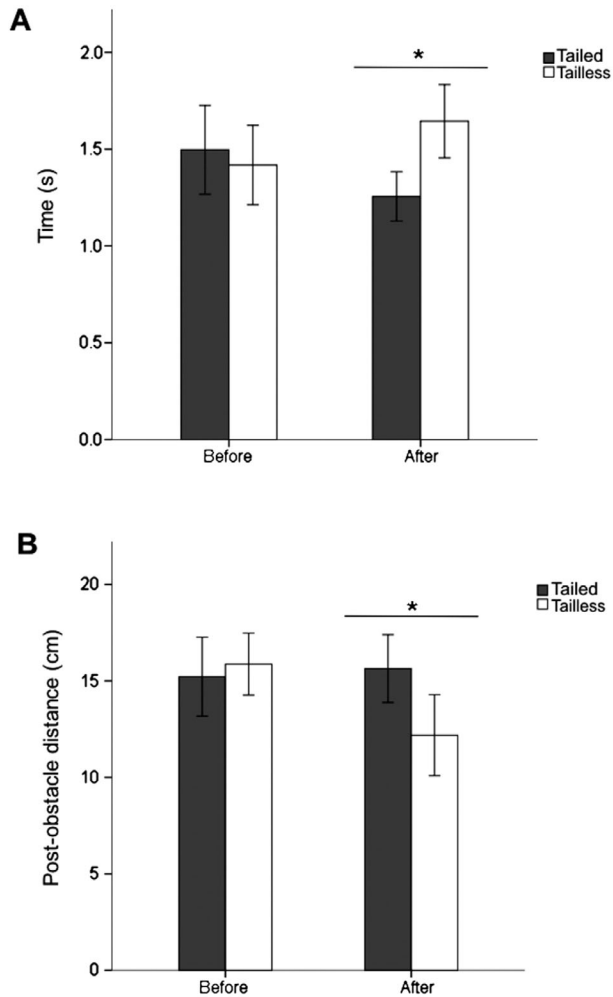 A
Time (s)
2.0
1.5
1.0
0.5
0.0
*
Tailed
Tailless
Before After
B
Post-obstacle distance (cm)
20
15
10
5
0
*
Tailed
Tailless
Before After